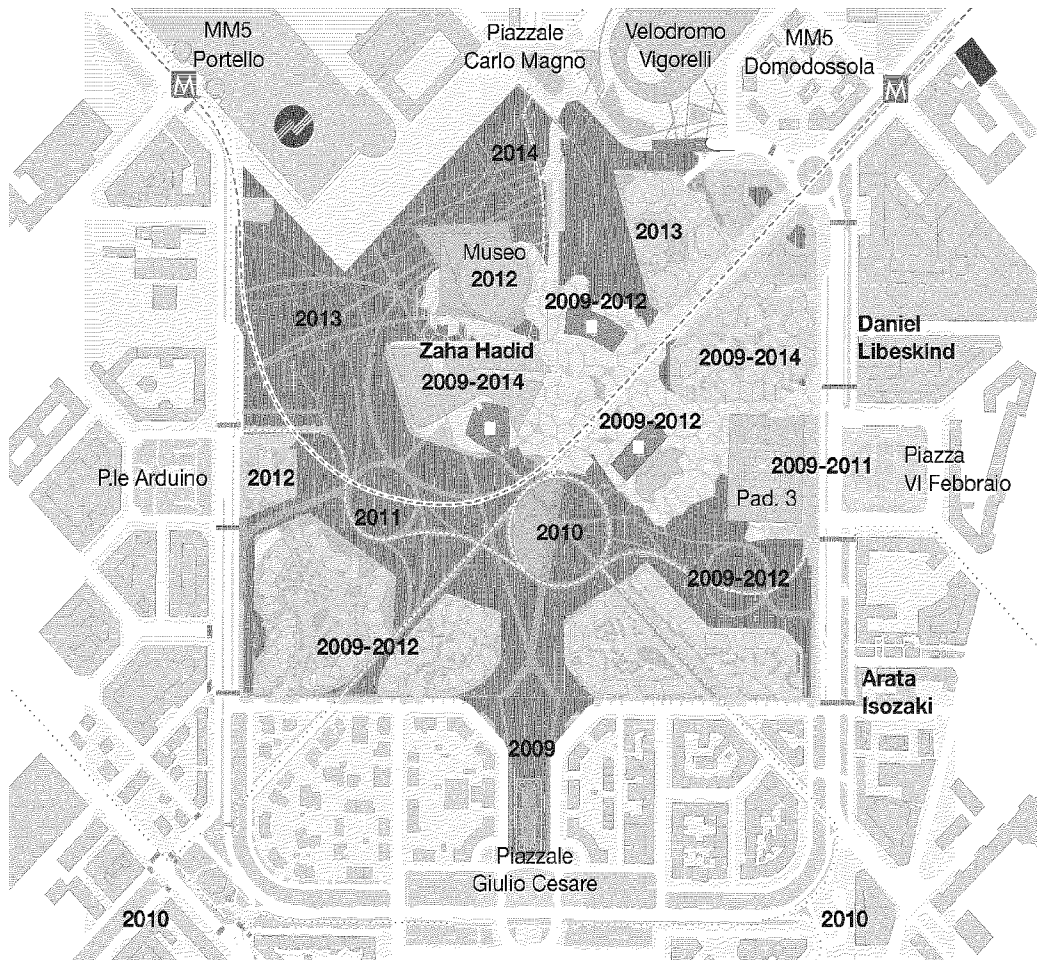 MM5
Portello
Piazzale
Carlo Magno
Velodromo
Vigorelli
MM5
Domodossola
M
M
2014
2013
Museo
2012
2009-2012
2013
Daniel
Libeskind
Zaha Hadid
2009-2014
2009-2014
2009-2012
P.le Arduino
2012
2009-2011
Piazza
VI Febbraio
Pad. 3
2011
2010
2009-2012
2009-2012
Arata
Isozaki
2009
Piazzale
Giulio Cesare
2010
2010